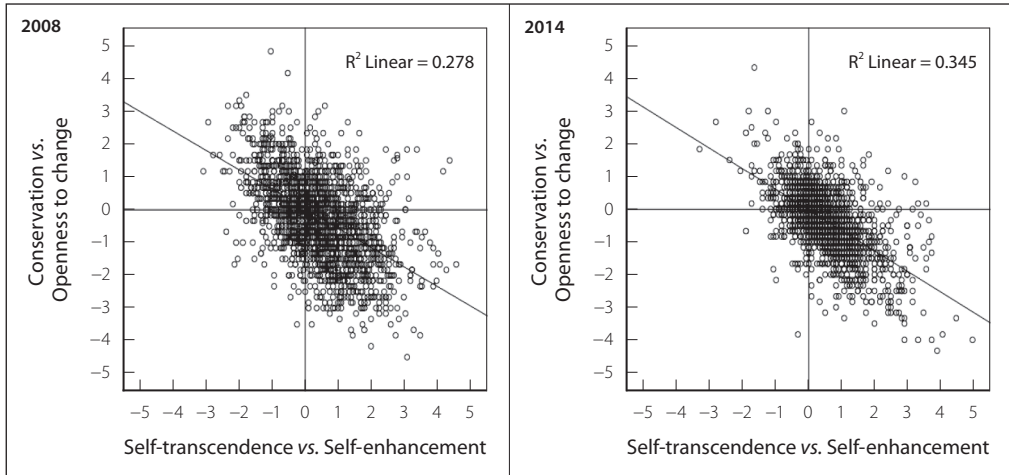 2008
R² Linear = 0.278
5
4
3
2
1
0
−1
−2
−3
−4
−5
Conservation vs.
Openness to change
−5 −4 −3 −2 −1 0 1 2 3 4 5
Self-transcendence vs. Self-enhancement
2014
R² Linear = 0.345
5
4
3
2
1
0
−1
−2
−3
−4
−5
Conservation vs.
Openness to change
−5 −4 −3 −2 −1 0 1 2 2 4 5
Self-transcendence vs. Self-enhancement